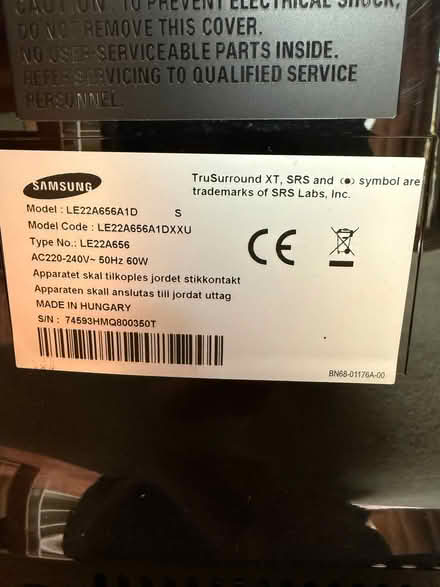 CAUTION: TO PREVENT ELECTRICAL SHOCK,
DO NOT REMOVE THIS COVER.
NO USER-SERVICEABLE PARTS INSIDE.
REFER SERVICING TO QUALIFIED SERVICE
PERSONNEL.
SAMSUNG
TruSurround XT, SRS and (●) symbol are
trademarks of SRS Labs, Inc.
Model : LE22A656A1D S
Model Code : LE22A656A1DXXU
Type No.: LE22A656
AC220-240V~ 50Hz 60W
CE
Apparatet skal tilkoples jordet stikkontakt
Apparaten skall anslutas till jordat uttag
MADE IN HUNGARY
S/N : 74593HMQ800350T
BN68-01176A-00